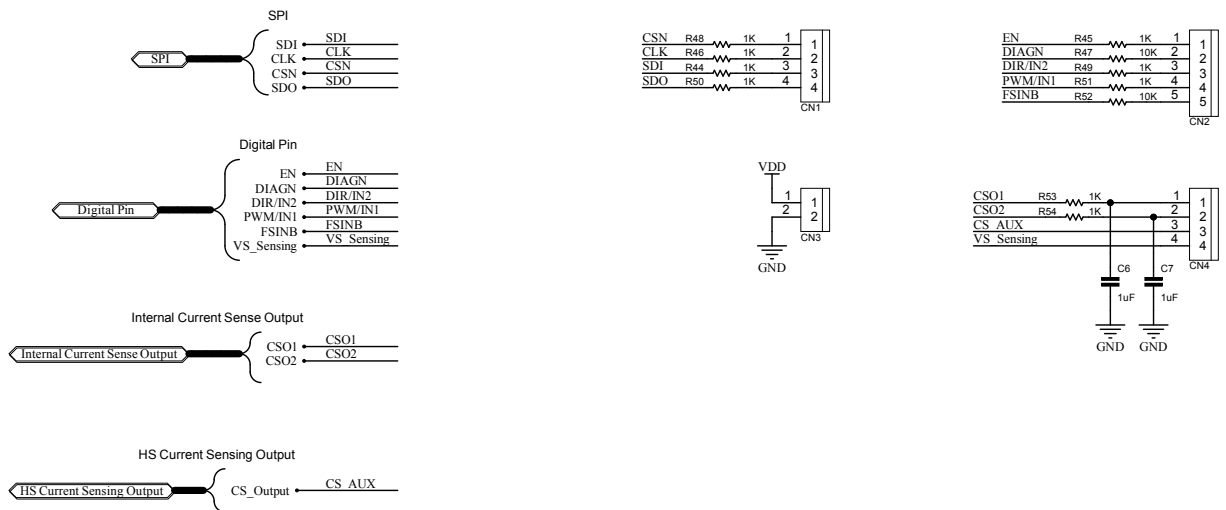 SPI
SPI
SDI SDI
CLK CLK
CSN CSN
SDO SDO
Digital Pin
Digital Pin
EN EN
DIAGN DIAGN
DIR/IN2 DIR/IN2
PWM/IN1 PWM/IN1
FSINB FSINB
VS_Sensing VS_Sensing
Internal Current Sense Output
Internal Current Sense Output
CSO1 CSO1
CSO2 CSO2
HS Current Sensing Output
HS Current Sensing Output
CS_Output CS_AUX
CSN R48 1K 1 1
CLK R46 1K 2 2
SDI R44 1K 3 3
SDO R50 1K 4 4
CN1
VDD
1 1
2 2
CN3
GND
EN R45 1K 1 1
DIAGN R47 10K 2 2
DIR/IN2 R49 1K 3 3
PWM/IN1 R51 1K 4 4
FSINB R52 10K 5 5
CN2
CSO1 R53 1K 1 1
CSO2 R54 1K 2 2
CS_AUX 3 3
VS_Sensing 4 4
CN4
C6 C7
1uF 1uF
GND GND